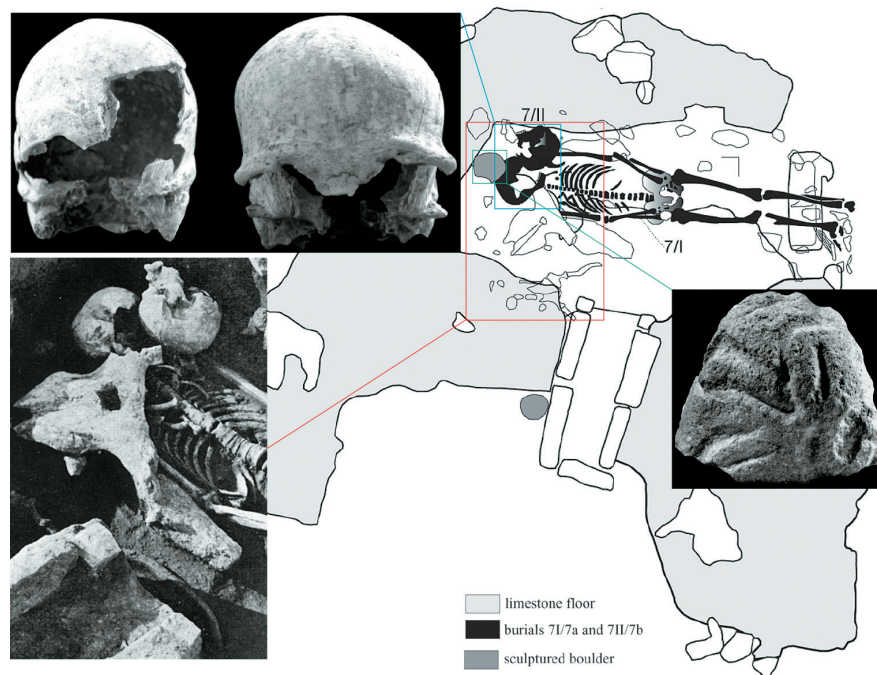 7/II
7/I
limestone floor
burials 7I/7a and 7II/7b
sculptured boulder